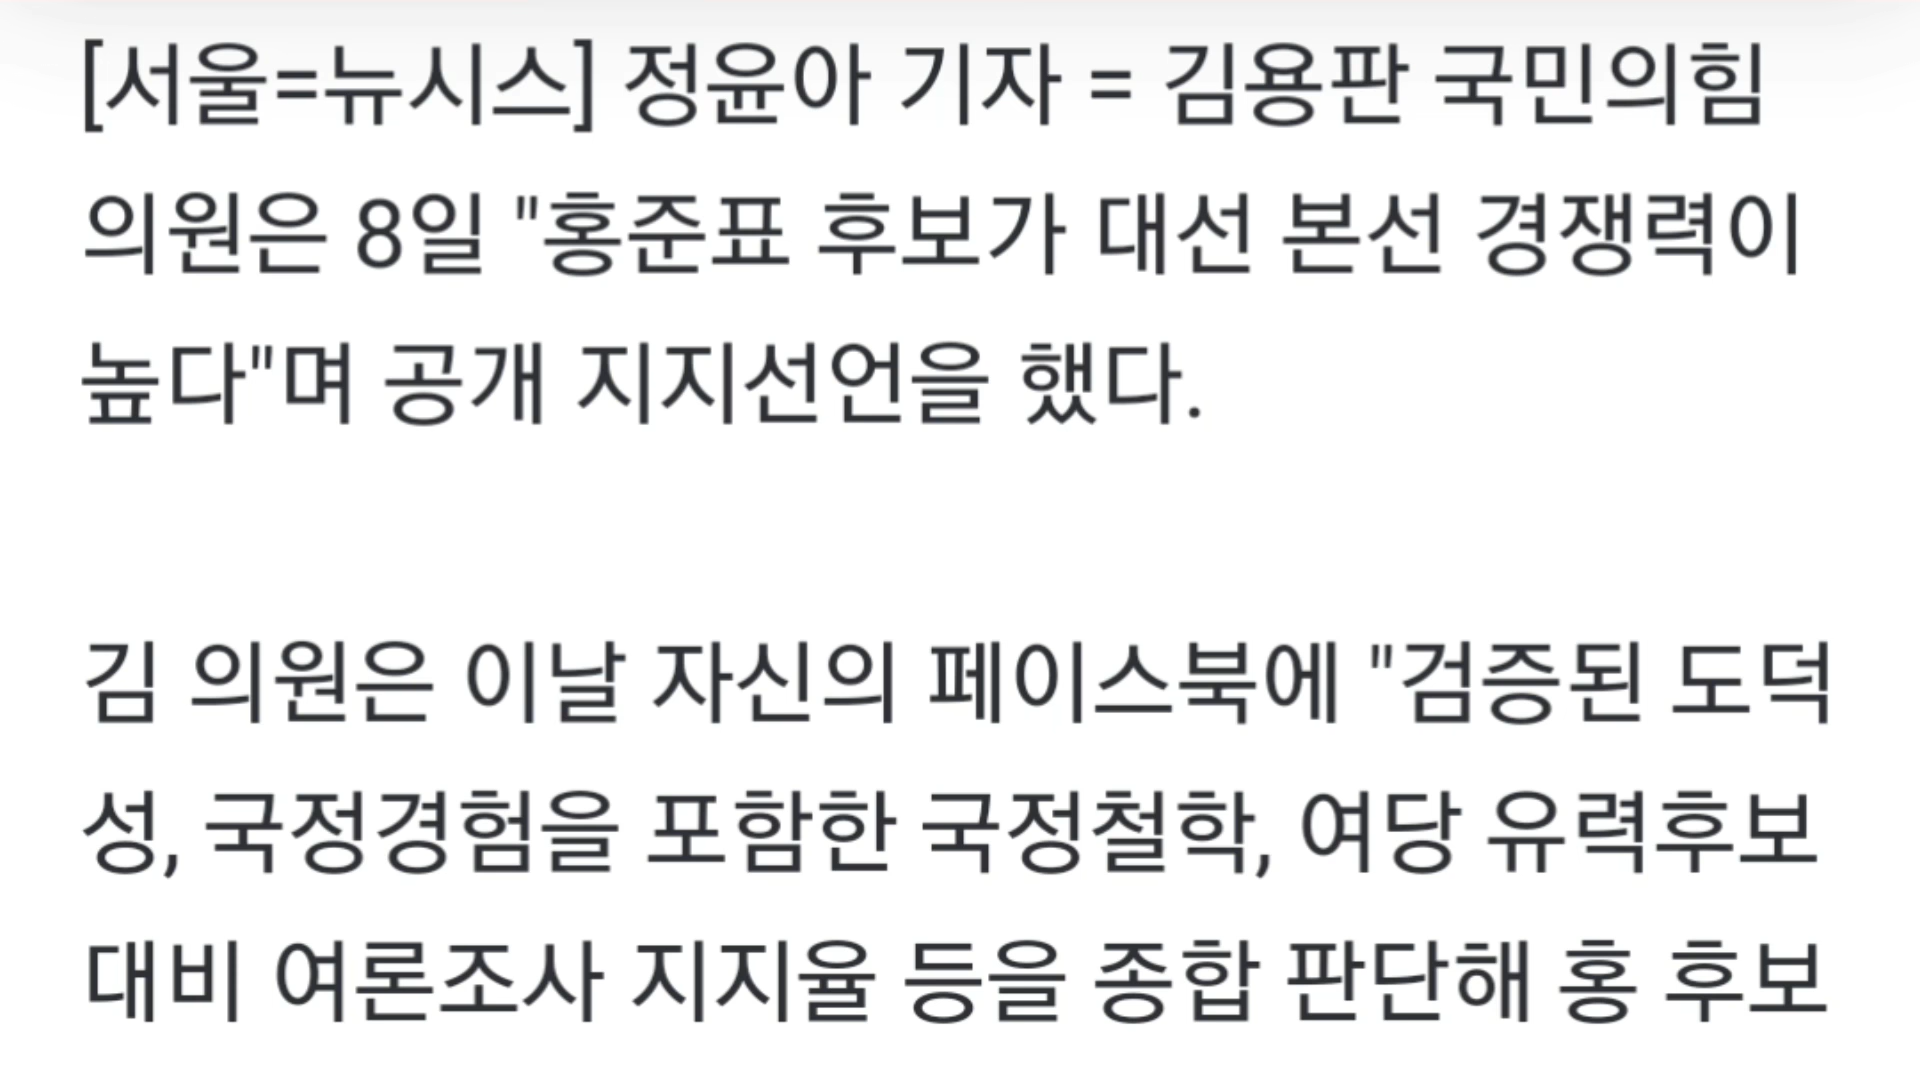 [서울=뉴시스] 정윤아 기자 = 김용판 국민의힘
의원은 8일 "홍준표 후보가 대선 본선 경쟁력이
높다"며 공개 지지선언을 했다.
김 의원은 이날 자신의 페이스북에 "검증된 도덕
성, 국정경험을 포함한 국정철학, 여당 유력후보
대비 여론조사 지지율 등을 종합 판단해 홍 후보